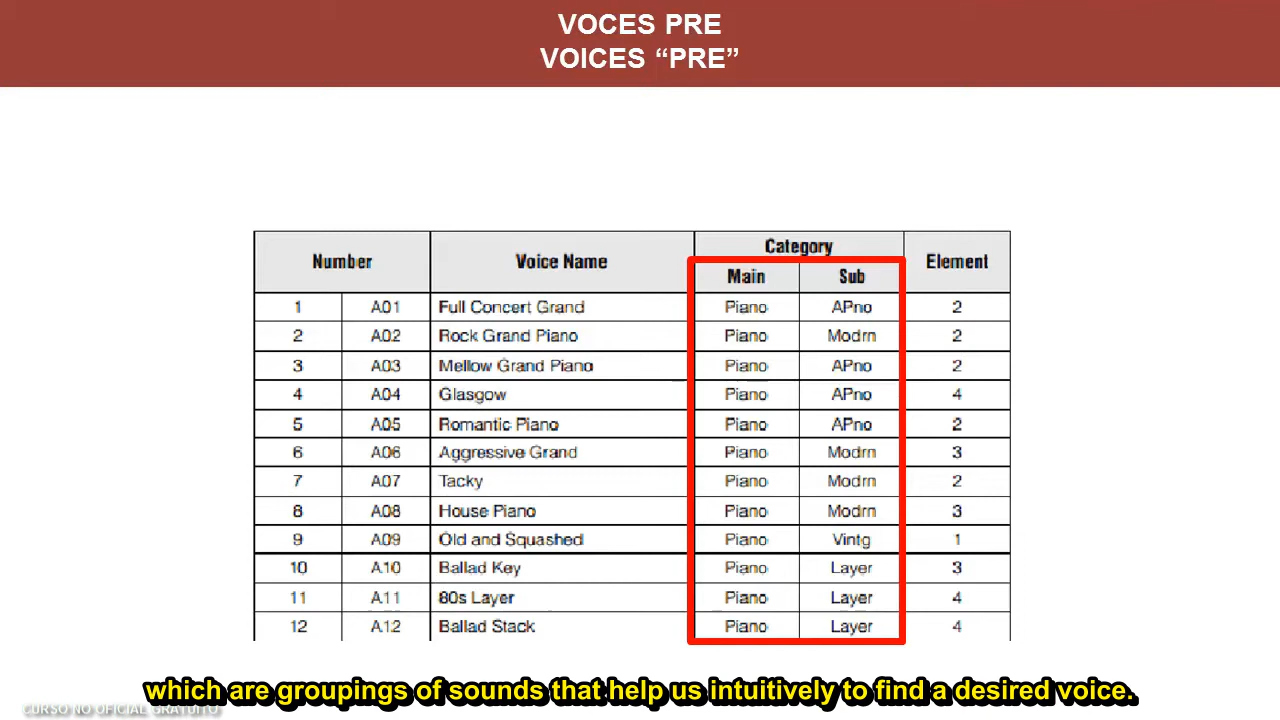 VOCES PRE
VOICES “PRE”
Number Voice Name Category Element
Main Sub
1 A01 Full Concert Grand Piano APno 2
2 A02 Rock Grand Piano Piano Modrn 2
3 A03 Mellow Grand Piano Piano APno 2
4 A04 Glasgow Piano APno 4
5 A05 Romantic Piano Piano APno 2
6 A06 Aggressive Grand Piano Modrn 3
7 A07 Tacky Piano Modrn 2
8 A08 House Piano Piano Modrn 3
9 A09 Old and Squashed Piano Vintg 1
10 A10 Ballad Key Piano Layer 3
11 A11 80s Layer Piano Layer 4
12 A12 Ballad Stack Piano Layer 4
which are groupings of sounds that help us intuitively to find a desired voice.
CURSO NO OFICIAL GRATUITO